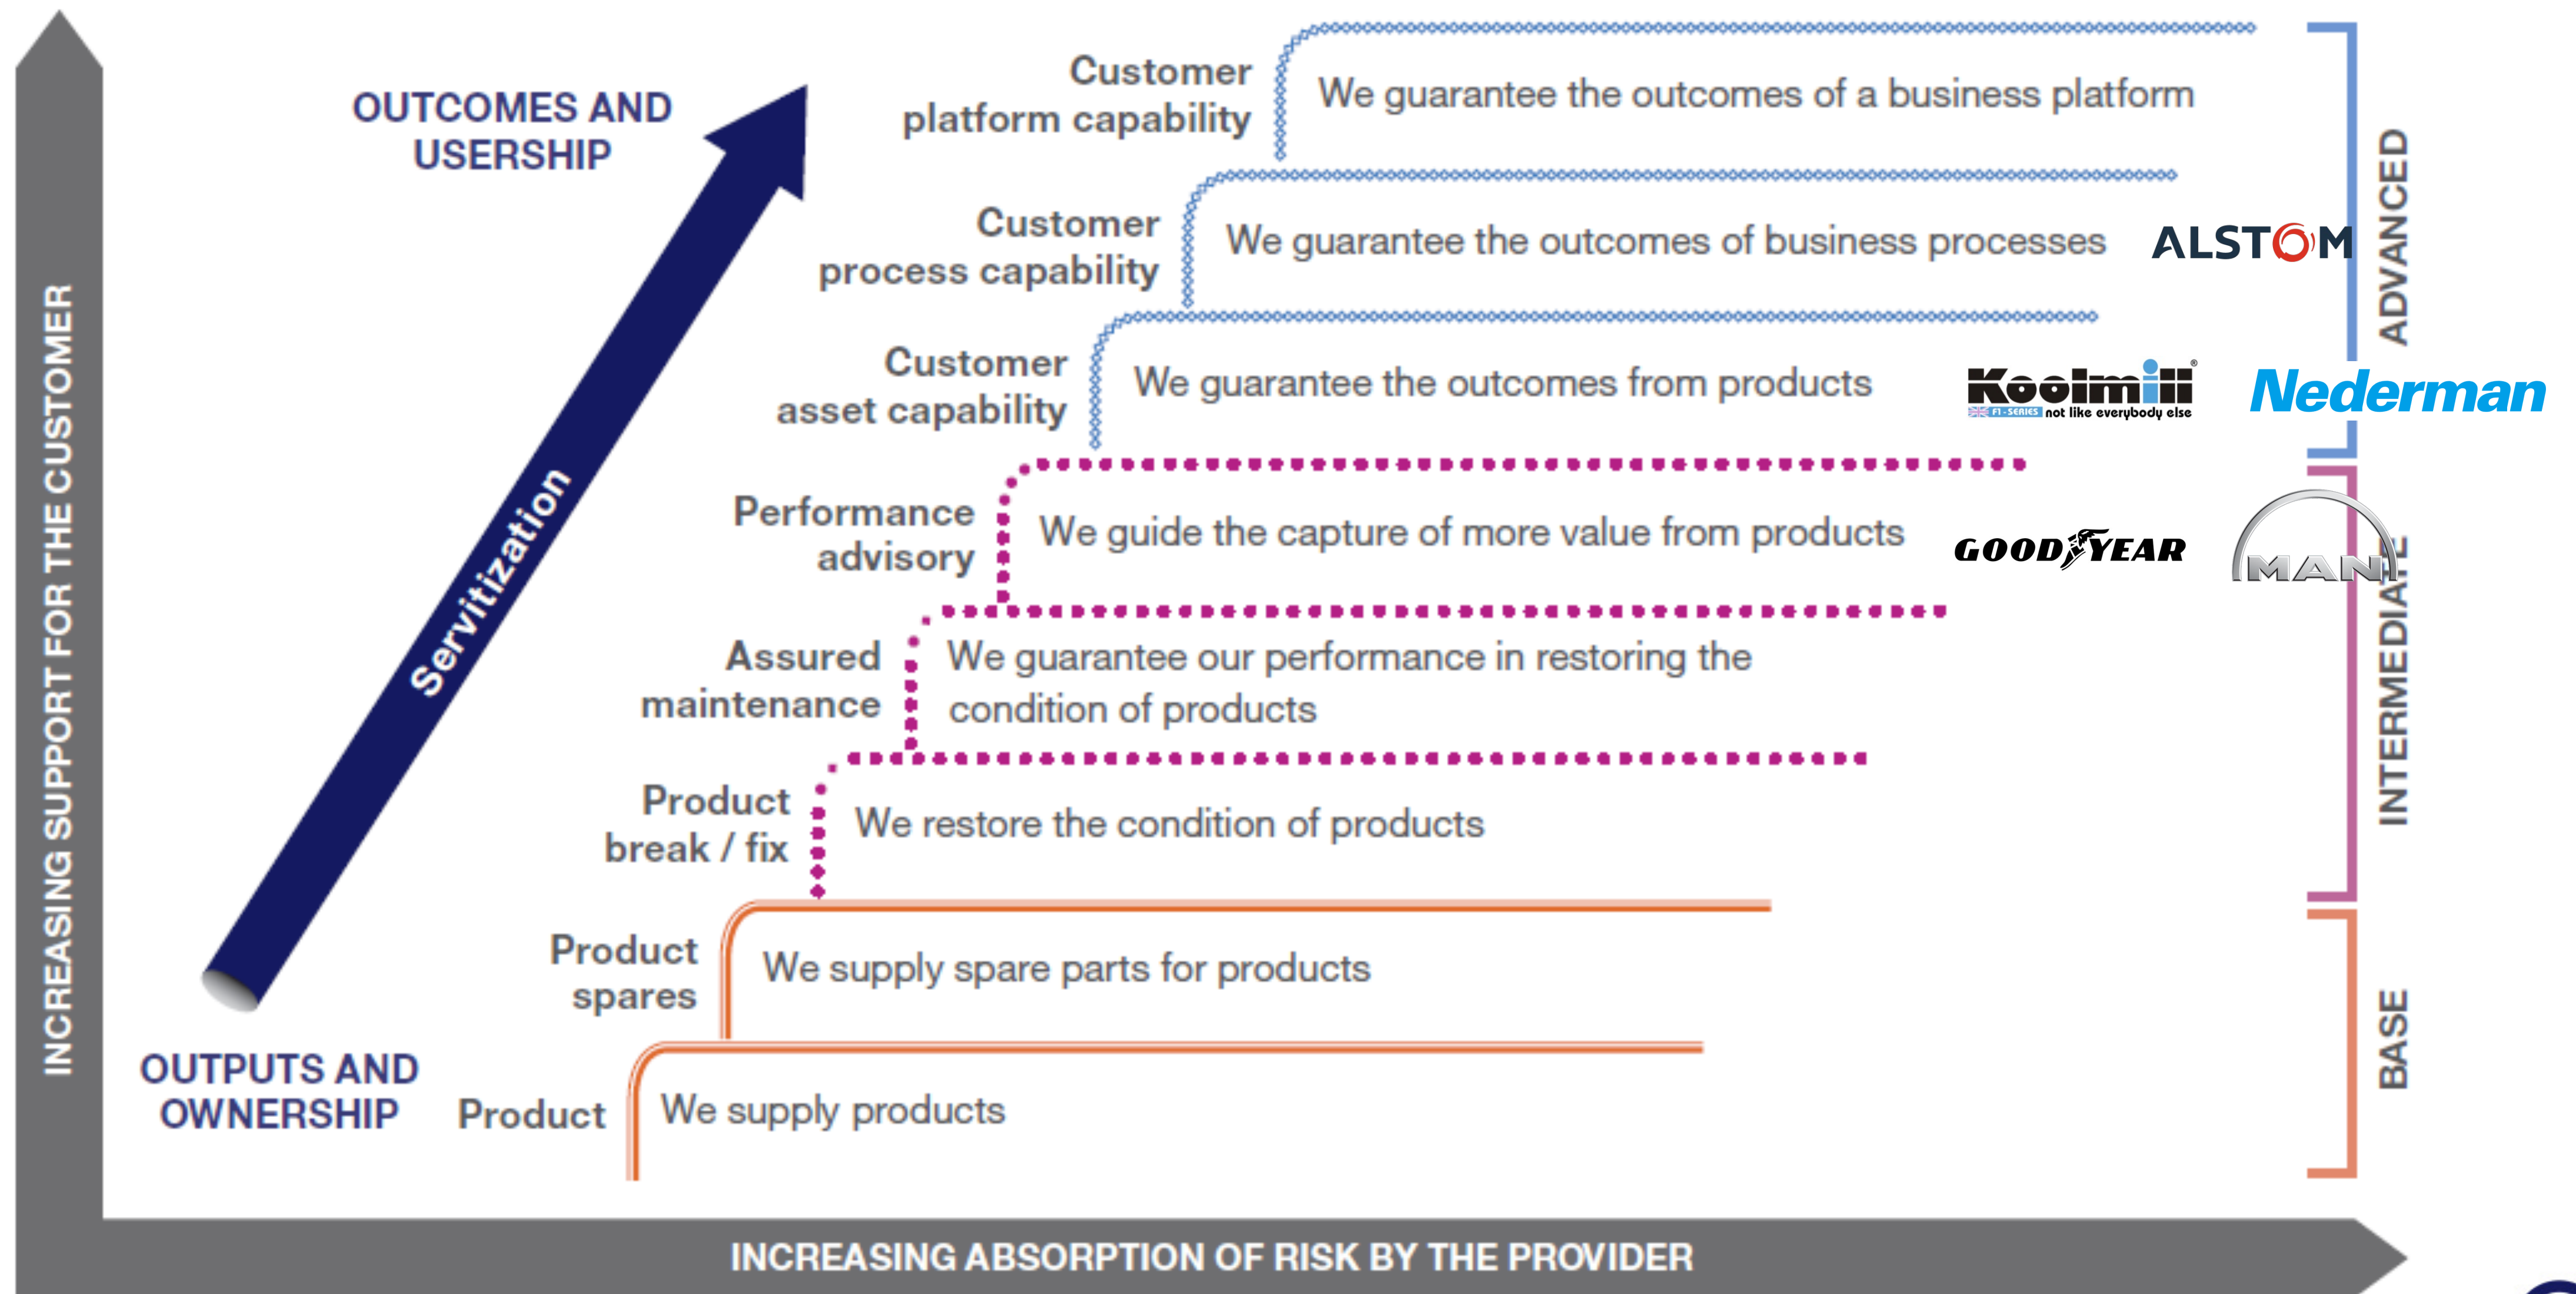 INCREASING SUPPORT FOR THE CUSTOMER
OUTCOMES AND
USERSHIP
Servitization
OUTPUTS AND
OWNERSHIP
Customer
platform capability
We guarantee the outcomes of a business platform
Customer
process capability
We guarantee the outcomes of business processes
ALSTOM
Customer
asset capability
We guarantee the outcomes from products
Koolmill®
F1-SERIES not like everybody else
Nederman
Performance
advisory
We guide the capture of more value from products
GOODYEAR
MAN
Assured
maintenance
We guarantee our performance in restoring the
condition of products
Product
break / fix
We restore the condition of products
Product
spares
We supply spare parts for products
Product
We supply products
ADVANCED
INTERMEDIATE
BASE
INCREASING ABSORPTION OF RISK BY THE PROVIDER